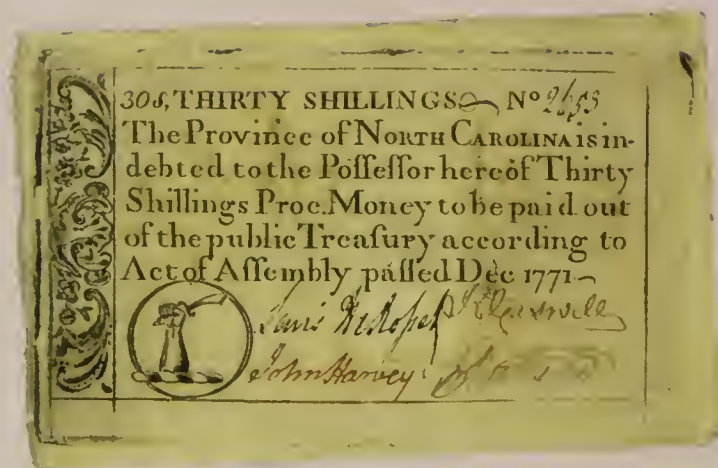 30s, THIRTY SHILLINGS No 2653
The Province of NORTH CAROLINA is in-
debted to the Poſſeſſor hereof Thirty
Shillings Proc. Money to be paid out
of the public Treaſury according to
Act of Aſſembly paſſed Dec 1771
Lewis
John Harvey